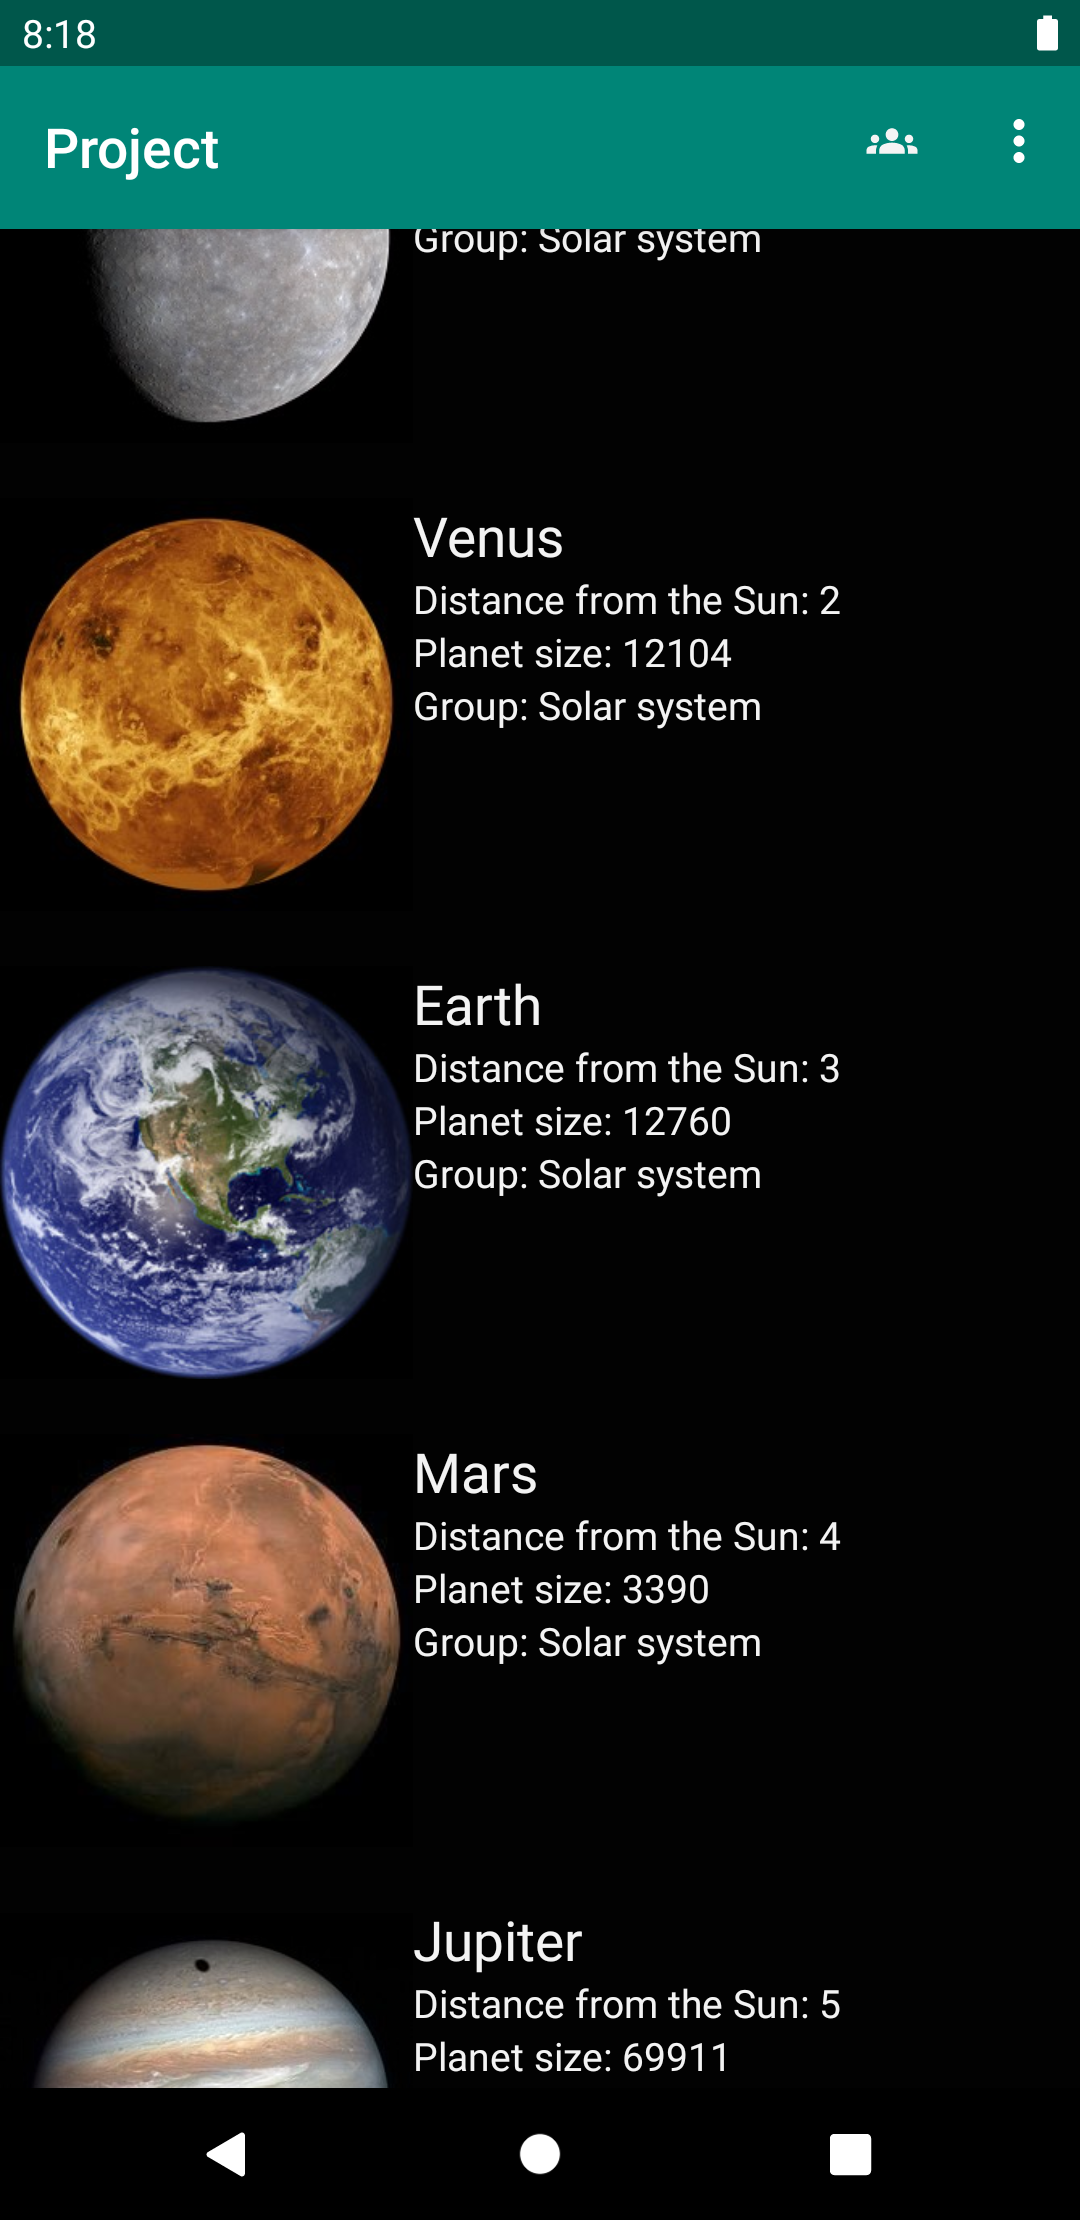 8:18
Project
Group: Solar system
Venus
Distance from the Sun: 2
Planet size: 12104
Group: Solar system
Earth
Distance from the Sun: 3
Planet size: 12760
Group: Solar system
Mars
Distance from the Sun: 4
Planet size: 3390
Group: Solar system
Jupiter
Distance from the Sun: 5
Planet size: 69911